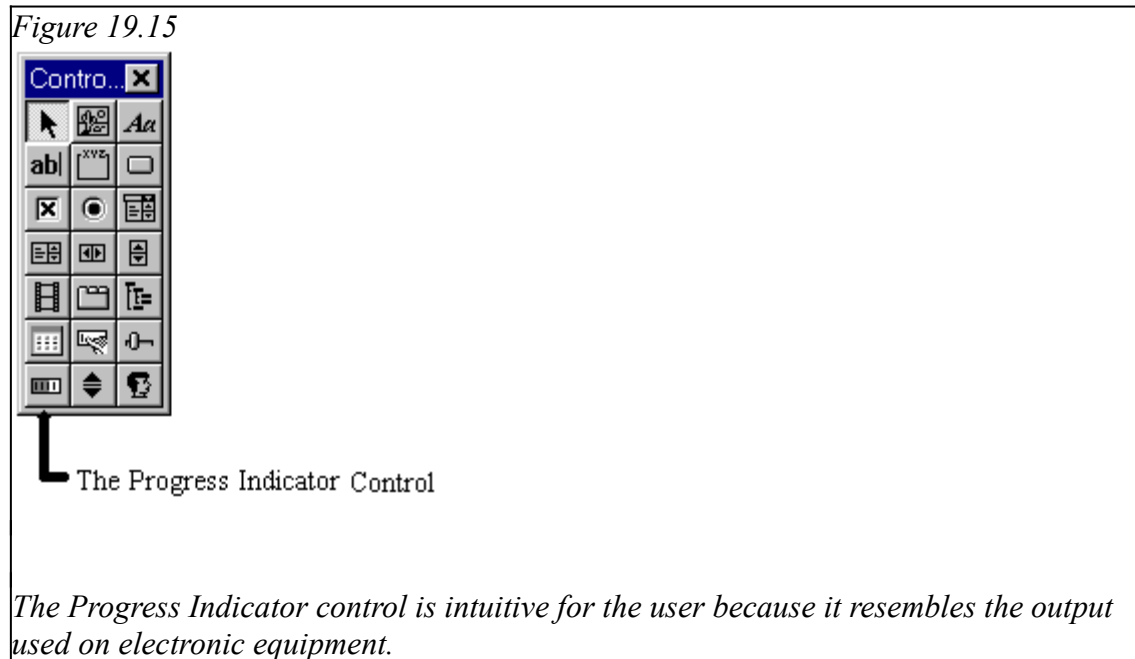 Figure 19.15
Contro...
Aa
ab|
XYZ
The Progress Indicator Control
The Progress Indicator control is intuitive for the user because it resembles the output
used on electronic equipment.